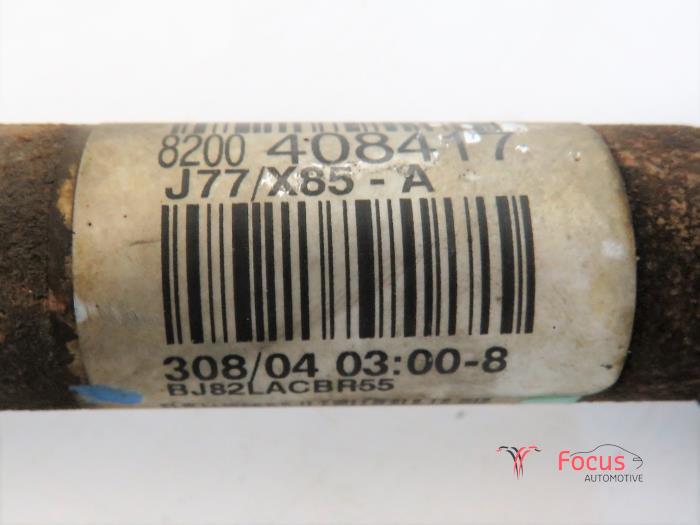 8200 408417
J77/X85 - A
308/04 03:00-8
BJ82LACBR55
Focus
AUTOMOTIVE